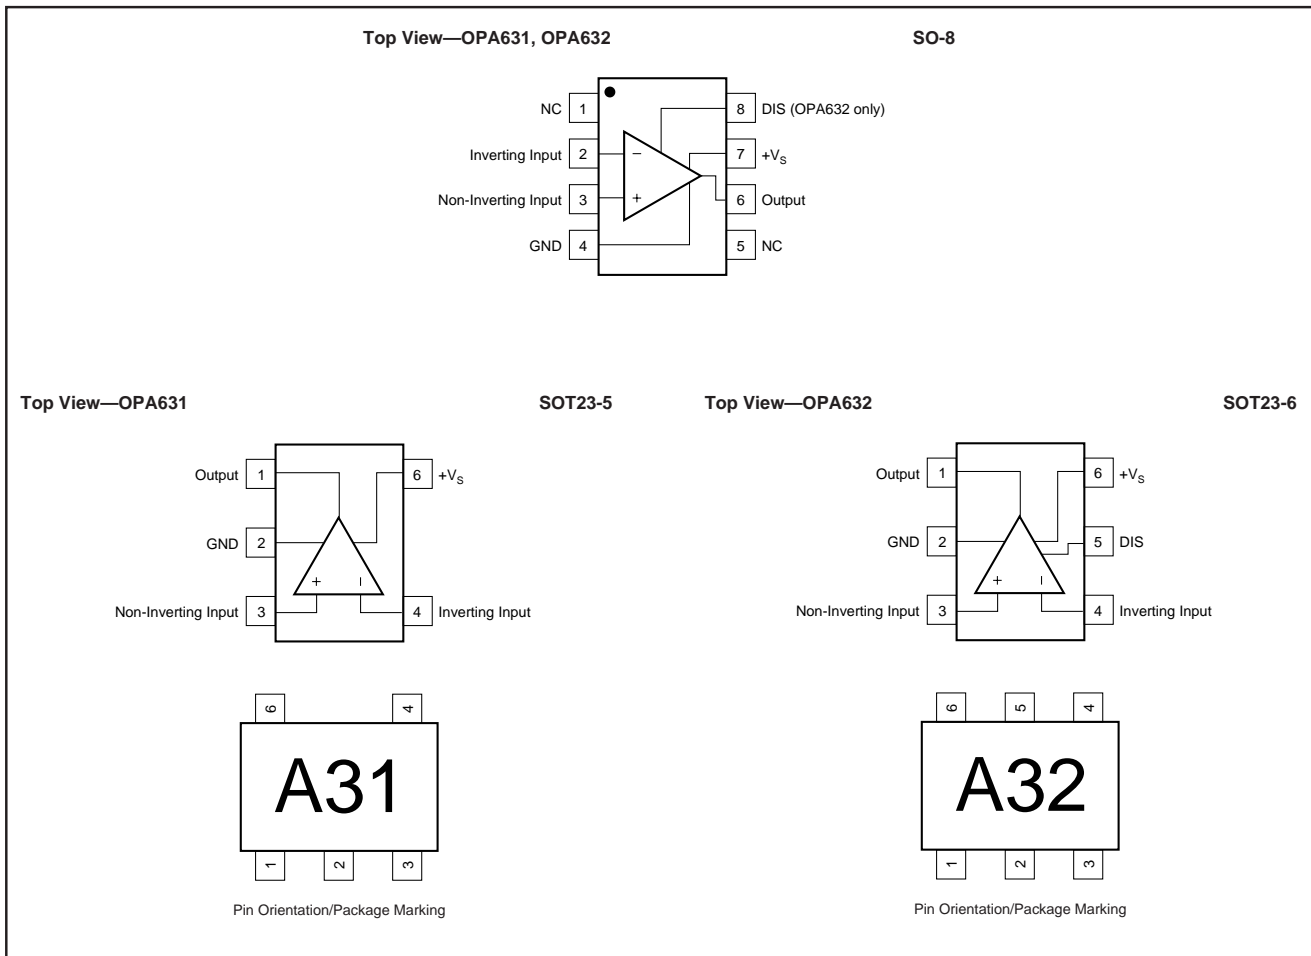 Top View—OPA631, OPA632 SO-8
NC 1 8 DIS (OPA632 only)
Inverting Input 2 − 7 +VS
Non-Inverting Input 3 + 6 Output
GND 4 5 NC
Top View—OPA631 SOT23-5
Output 1 6 +VS
GND 2
+ −
Non-Inverting Input 3 4 Inverting Input
6 4
A31
1 2 3
Pin Orientation/Package Marking
Top View—OPA632 SOT23-6
Output 1 6 +VS
GND 2 5 DIS
+ −
Non-Inverting Input 3 4 Inverting Input
6 5 4
A32
1 2 3
Pin Orientation/Package Marking